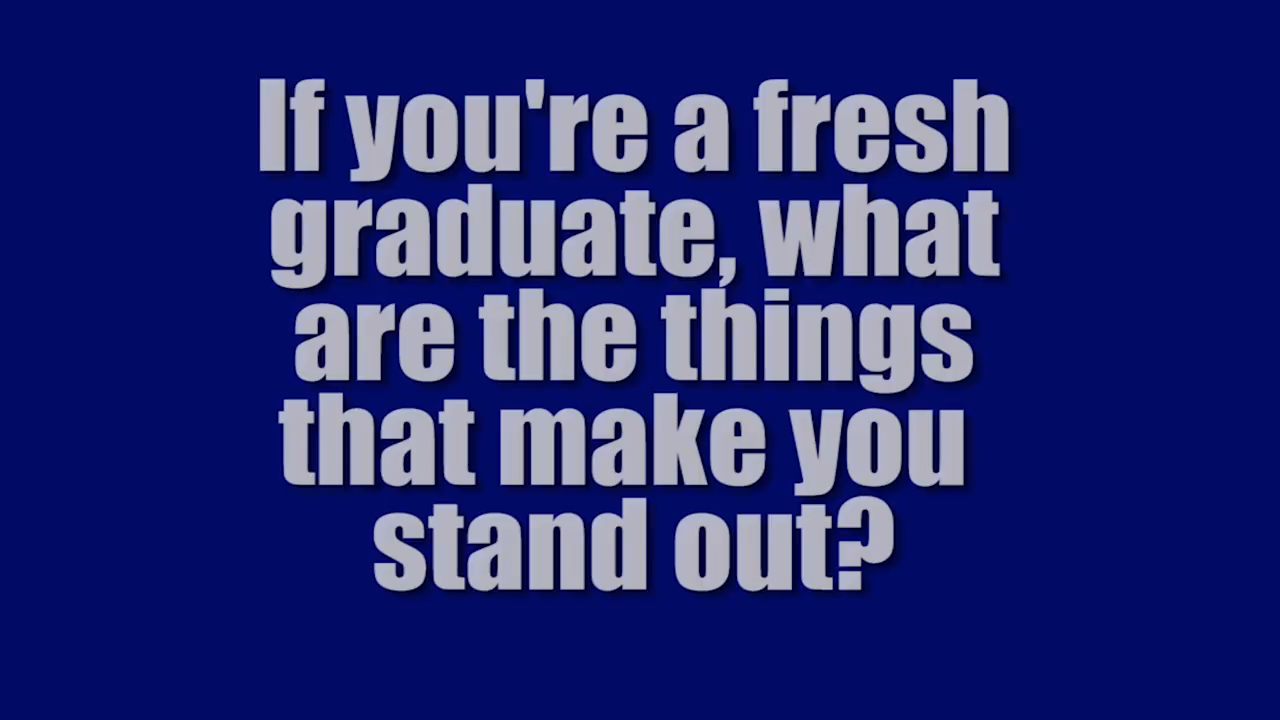 If you're a fresh
graduate, what
are the things
that make you
stand out?